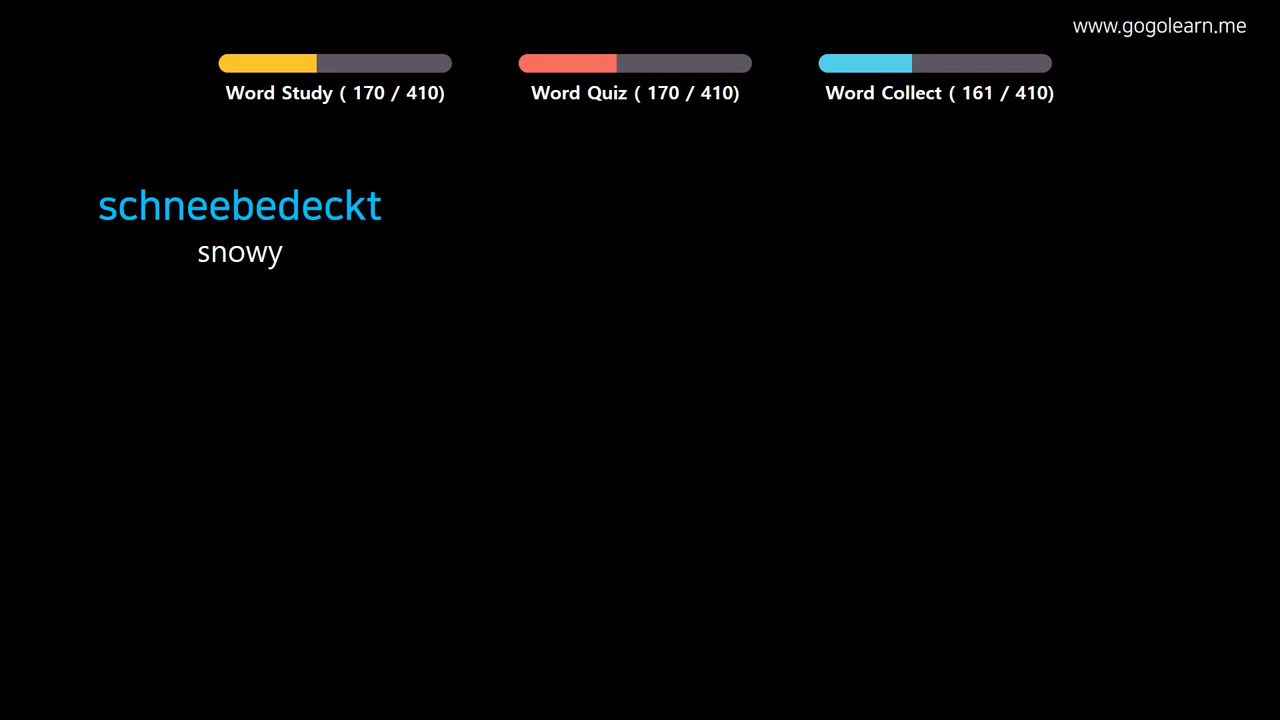 www.gogolearn.me
Word Study ( 170 / 410)
Word Quiz ( 170 / 410)
Word Collect ( 161 / 410)
schneebedeckt
snowy